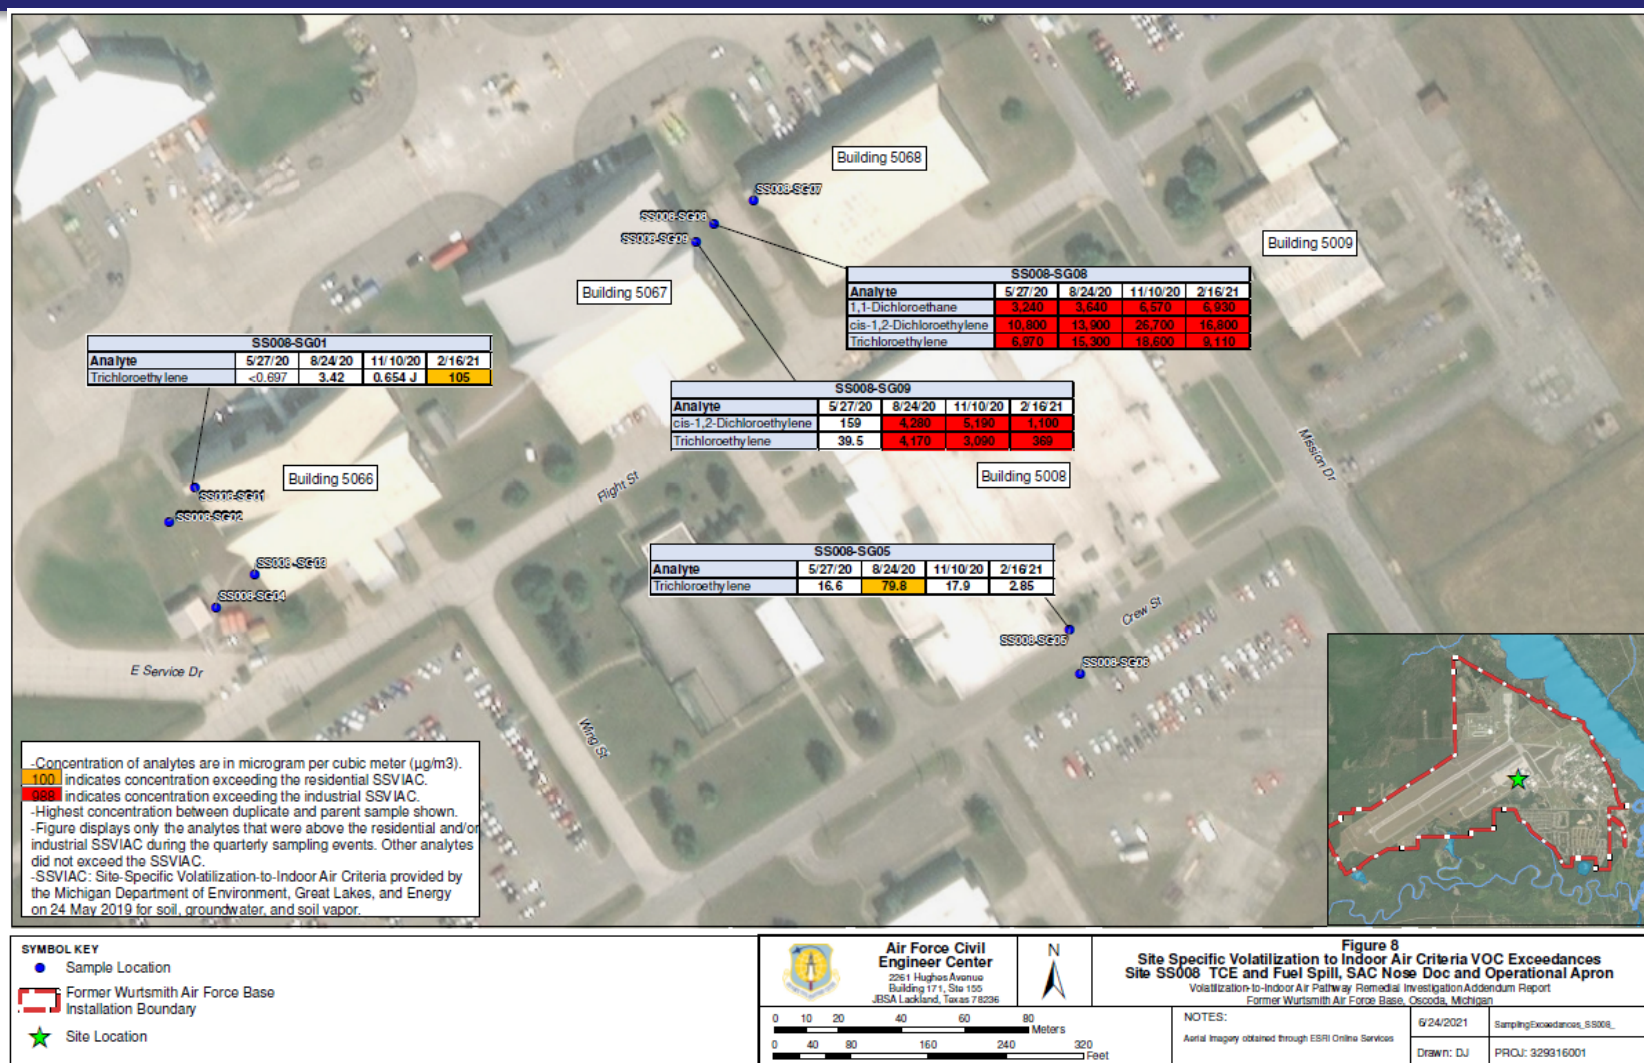 Building 5068
SS008-SG07
SS008-SG08
SS008-SG09
Building 5009
Building 5067
SS008-SG08
Analyte 5/27/20 8/24/20 11/10/20 2/16/21
1,1-Dichloroethane 3,240 3,640 6,570 6,930
cis-1,2-Dichloroethylene 10,800 13,900 26,700 16,800
Trichloroethylene 6,970 15,300 18,600 9,110
SS008-SG01
Analyte 5/27/20 8/24/20 11/10/20 2/16/21
Trichloroethylene <0.697 3.42 0.654 J 105
SS008-SG09
Analyte 5/27/20 8/24/20 11/10/20 2/16/21
cis-1,2-Dichloroethylene 159 4,280 5,190 1,100
Trichloroethylene 39.5 4,170 3,090 369
Building 5066
Building 5008
Flight St
Mission Dr
SS008-SG01
SS008-SG02
SS008-SG03
SS008-SG04
SS008-SG05
Analyte 5/27/20 8/24/20 11/10/20 2/16/21
Trichloroethylene 16.6 79.8 17.9 2.85
Crew St
SS008-SG05
SS008-SG06
E Service Dr
Wing St
-Concentration of analytes are in microgram per cubic meter (µg/m3).
100 indicates concentration exceeding the residential SSVIAC.
988 indicates concentration exceeding the industrial SSVIAC.
-Highest concentration between duplicate and parent sample shown.
-Figure displays only the analytes that were above the residential and/or
industrial SSVIAC during the quarterly sampling events. Other analytes
did not exceed the SSVIAC.
-SSVIAC: Site-Specific Volatilization-to-Indoor Air Criteria provided by
the Michigan Department of Environment, Great Lakes, and Energy
on 24 May 2019 for soil, groundwater, and soil vapor.
SYMBOL KEY
Sample Location
Former Wurtsmith Air Force Base
Installation Boundary
Site Location
Air Force Civil
Engineer Center
2261 Hughes Avenue
Building 171, Ste 155
JBSA Lackland, Texas 78236
N
Figure 8
Site Specific Volatilization to Indoor Air Criteria VOC Exceedances
Site SS008 TCE and Fuel Spill, SAC Nose Doc and Operational Apron
Volatilization-to-Indoor Air Pathway Remedial Investigation Addendum Report
Former Wurtsmith Air Force Base, Oscoda, Michigan
0 10 20 40 60 80
Meters
0 40 80 160 240 320
Feet
NOTES:
Aerial Imagery obtained through ESRI Online Services
6/24/2021
SamplingExceedances_SS008_
Drawn: DJ
PROJ: 329316001